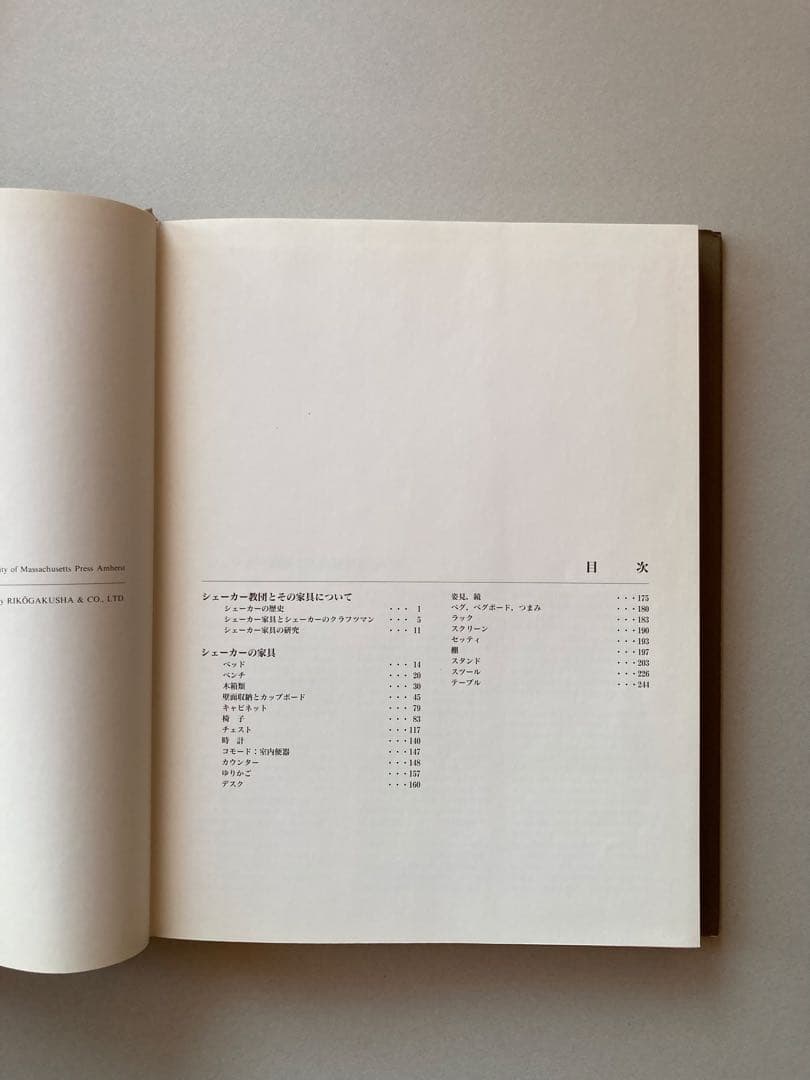 ity of Massachusetts Press Amherst
y RIKŌGAKUSHA & CO., LTD.
目 次
シェーカー教団とその家具について
シェーカーの歴史 ・・・ 1
シェーカー家具とシェーカーのクラフツマン ・・・ 5
シェーカー家具の研究 ・・・ 11
シェーカーの家具
ベッド ・・・ 14
ベンチ ・・・ 20
木箱類 ・・・ 30
壁面収納とカップボード ・・・ 45
キャビネット ・・・ 79
椅 子 ・・・ 83
チェスト ・・・117
時 計 ・・・140
コモード：室内便器 ・・・147
カウンター ・・・148
ゆりかご ・・・157
デスク ・・・160
姿見，鏡 ・・・175
ペグ，ペグボード，つまみ ・・・180
ラック ・・・183
スクリーン ・・・190
セッティ ・・・193
棚 ・・・197
スタンド ・・・203
スツール ・・・226
テーブル ・・・244